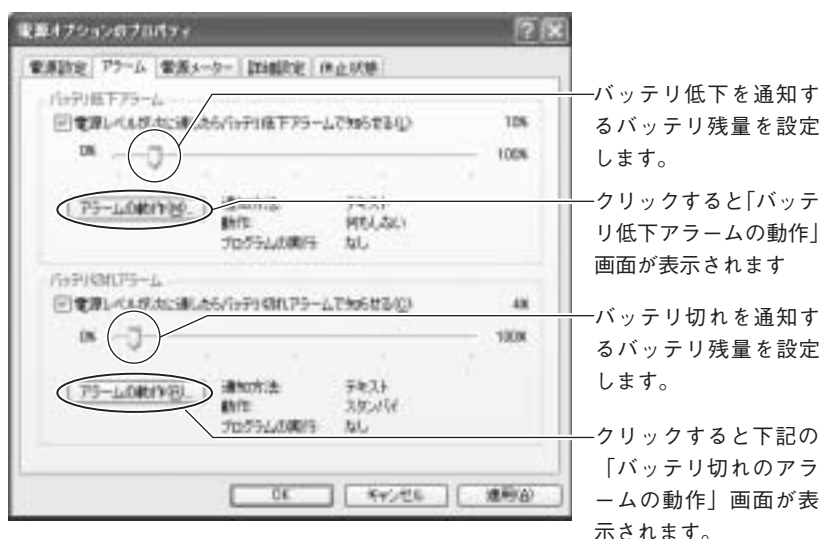 電源オプションのプロパティ
電源設定 アラーム 電源メーター 詳細設定 休止状態
バッテリ低下アラーム
電源レベルが次に達したらバッテリ低下アラームで知らせる(L) 10%
0% 100%
アラームの動作(M)... 通知方法: テキスト
動作: 何もしない
プログラムの実行: なし
バッテリ切れアラーム
電源レベルが次に達したらバッテリ切れアラームで知らせる(C) 4%
0% 100%
アラームの動作(R)... 通知方法: テキスト
動作: スタンバイ
プログラムの実行: なし
OK キャンセル 適用(A)
バッテリ低下を通知す
るバッテリ残量を設定
します。
クリックすると「バッテ
リ低下アラームの動作」
画面が表示されます
バッテリ切れを通知す
るバッテリ残量を設定
します。
クリックすると下記の
「バッテリ切れのアラ
ームの動作」画面が表
示されます。